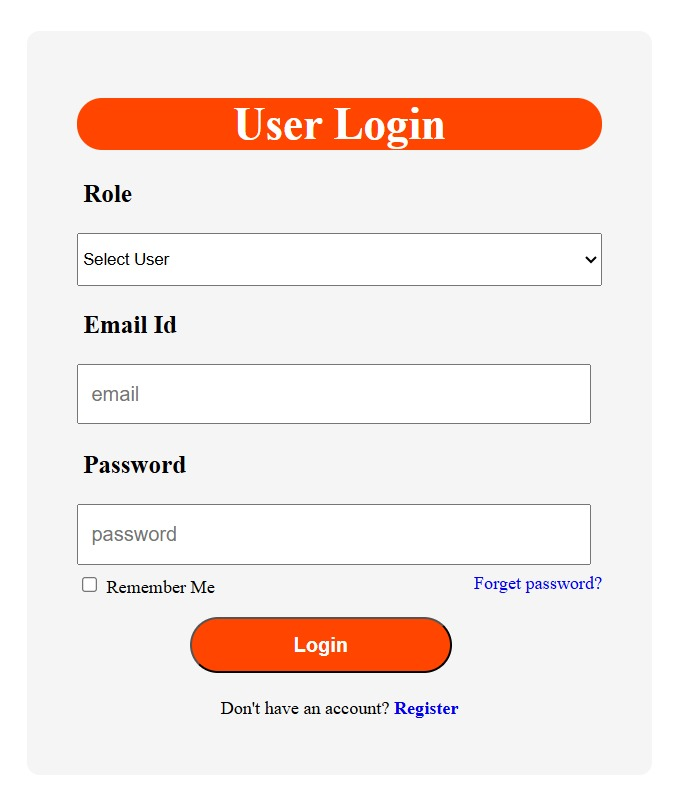 User Login
Role
Select User
Email Id
email
Password
password
Remember Me Forget password?
Login
Don't have an account? Register